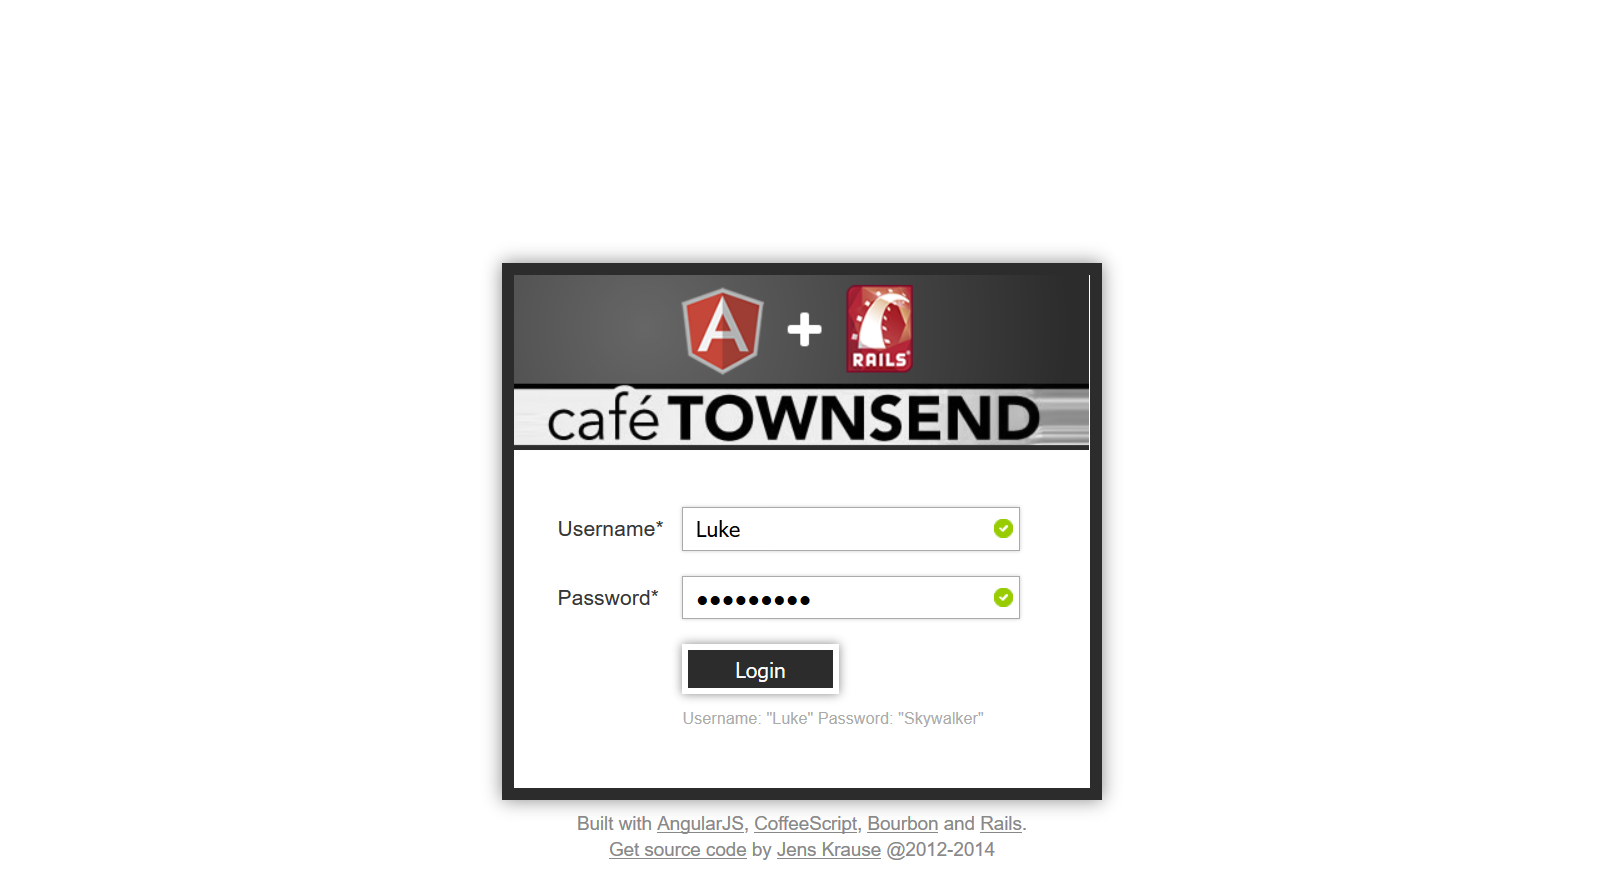 A
RAILS
café TOWNSEND
Username* Luke
Password* •••••••••
Login
Username: "Luke" Password: "Skywalker"
Built with AngularJS, CoffeeScript, Bourbon and Rails.
Get source code by Jens Krause @2012-2014